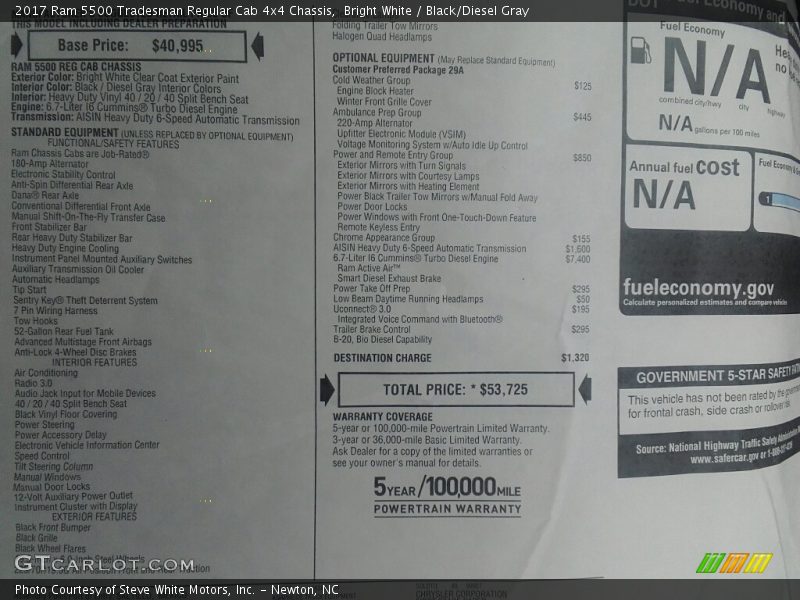 2017 Ram 5500 Tradesman Regular Cab 4x4 Chassis, Bright White / Black/Diesel Gray
THIS MODEL INCLUDING DEALER PREPARATION
Base Price: $40,995
RAM 5500 REG CAB CHASSIS
Exterior Color: Bright White Clear Coat Exterior Paint
Interior Color: Black / Diesel Gray Interior Colors
Interior: Heavy Duty Vinyl 40 / 20 / 40 Split Bench Seat
Engine: 6.7-Liter I6 Cummins® Turbo Diesel Engine
Transmission: AISIN Heavy Duty 6-Speed Automatic Transmission
STANDARD EQUIPMENT (UNLESS REPLACED BY OPTIONAL EQUIPMENT)
FUNCTIONAL/SAFETY FEATURES
Ram Chassis Cabs are Job-Rated®
180-Amp Alternator
Electronic Stability Control
Anti-Spin Differential Rear Axle
Dana® Rear Axle
Conventional Differential Front Axle
Manual Shift-On-The-Fly Transfer Case
Front Stabilizer Bar
Rear Heavy Duty Stabilizer Bar
Heavy Duty Engine Cooling
Instrument Panel Mounted Auxiliary Switches
Auxiliary Transmission Oil Cooler
Automatic Headlamps
Tip Start
Sentry Key® Theft Deterrent System
7 Pin Wiring Harness
Tow Hooks
52-Gallon Rear Fuel Tank
Advanced Multistage Front Airbags
Anti-Lock 4-Wheel Disc Brakes
INTERIOR FEATURES
Air Conditioning
Radio 3.0
Audio Jack Input for Mobile Devices
40 / 20 / 40 Split Bench Seat
Black Vinyl Floor Covering
Power Steering
Power Accessory Delay
Electronic Vehicle Information Center
Speed Control
Tilt Steering Column
Manual Windows
Manual Door Locks
12-Volt Auxiliary Power Outlet
Instrument Cluster with Display
EXTERIOR FEATURES
Black Front Bumper
Black Grille
Black Wheel Flares
Steel Wheels
Folding Trailer Tow Mirrors
Halogen Quad Headlamps
OPTIONAL EQUIPMENT (May Replace Standard Equipment)
Customer Preferred Package 29A
Cold Weather Group $125
Engine Block Heater
Winter Front Grille Cover
Ambulance Prep Group $445
220-Amp Alternator
Upfitter Electronic Module (VSIM)
Voltage Monitoring System w/Auto Idle Up Control
Power and Remote Entry Group $850
Exterior Mirrors with Turn Signals
Exterior Mirrors with Courtesy Lamps
Exterior Mirrors with Heating Element
Power Black Trailer Tow Mirrors w/Manual Fold Away
Power Door Locks
Power Windows with Front One-Touch-Down Feature
Remote Keyless Entry
Chrome Appearance Group $155
AISIN Heavy Duty 6-Speed Automatic Transmission $1,600
6.7-Liter I6 Cummins® Turbo Diesel Engine $7,400
Ram Active Air™
Smart Diesel Exhaust Brake
Power Take Off Prep $295
Low Beam Daytime Running Headlamps $50
Uconnect® 3.0 $195
Integrated Voice Command with Bluetooth®
Trailer Brake Control $295
B-20, Bio Diesel Capability
DESTINATION CHARGE $1,320
TOTAL PRICE: * $53,725
WARRANTY COVERAGE
5-year or 100,000-mile Powertrain Limited Warranty.
3-year or 36,000-mile Basic Limited Warranty.
Ask Dealer for a copy of the limited warranties or
see your owner's manual for details.
5 YEAR / 100,000 MILE
POWERTRAIN WARRANTY
DOT Fuel Economy and
Fuel Economy
N/A
combined city/hwy city highway
N/A gallons per 100 miles
Annual fuel cost
N/A
Fuel Economy &
1
fueleconomy.gov
Calculate personalized estimates and compare vehicle
GOVERNMENT 5-STAR SAFETY
This vehicle has not been rated by the
for frontal crash, side crash or rollover risk
Source: National Highway Traffic Safety
www.safercar.gov or
CHRYSLER CORPORATION
GTCARLOT.COM
Photo Courtesy of Steve White Motors, Inc. – Newton, NC